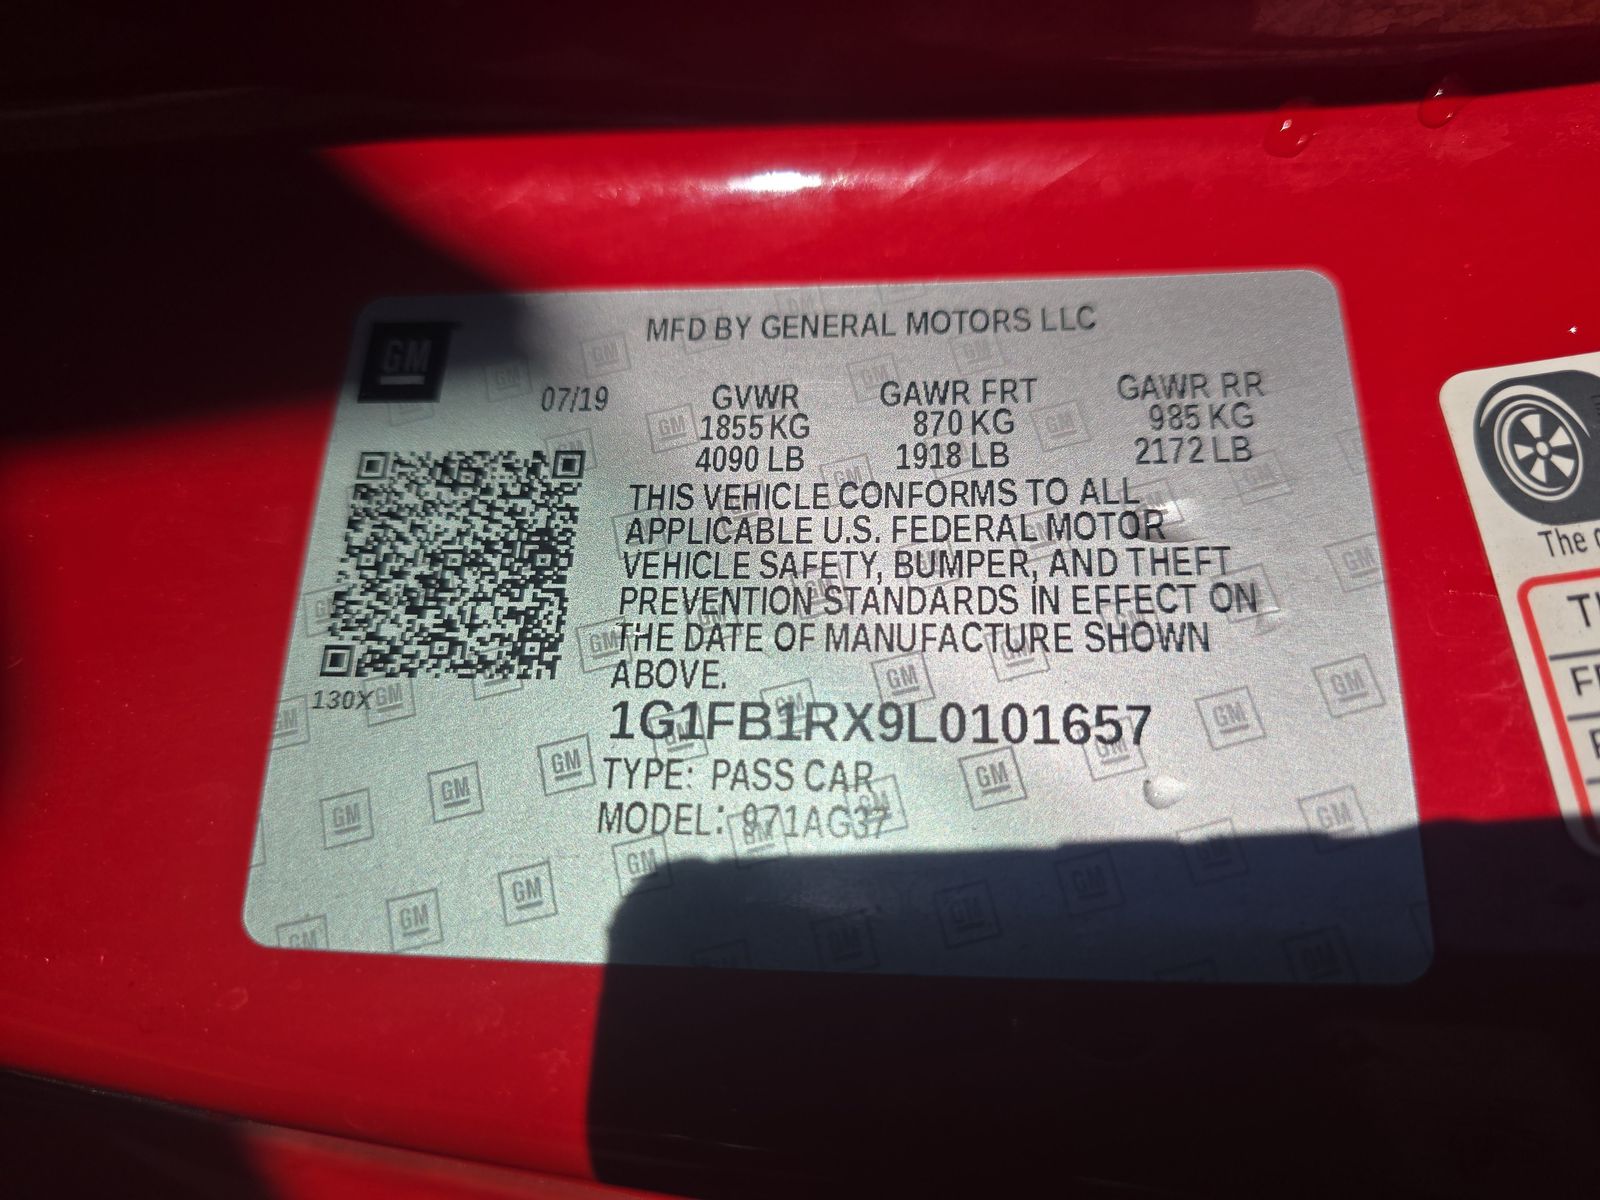 GM
MFD BY GENERAL MOTORS LLC
07/19 GVWR GAWR FRT GAWR RR
1855 KG 870 KG 985 KG
4090 LB 1918 LB 2172 LB
THIS VEHICLE CONFORMS TO ALL
APPLICABLE U.S. FEDERAL MOTOR
VEHICLE SAFETY, BUMPER, AND THEFT
PREVENTION STANDARDS IN EFFECT ON
THE DATE OF MANUFACTURE SHOWN
ABOVE.
130X
1G1FB1RX9L0101657
TYPE: PASS CAR
MODEL: 971AG37
The